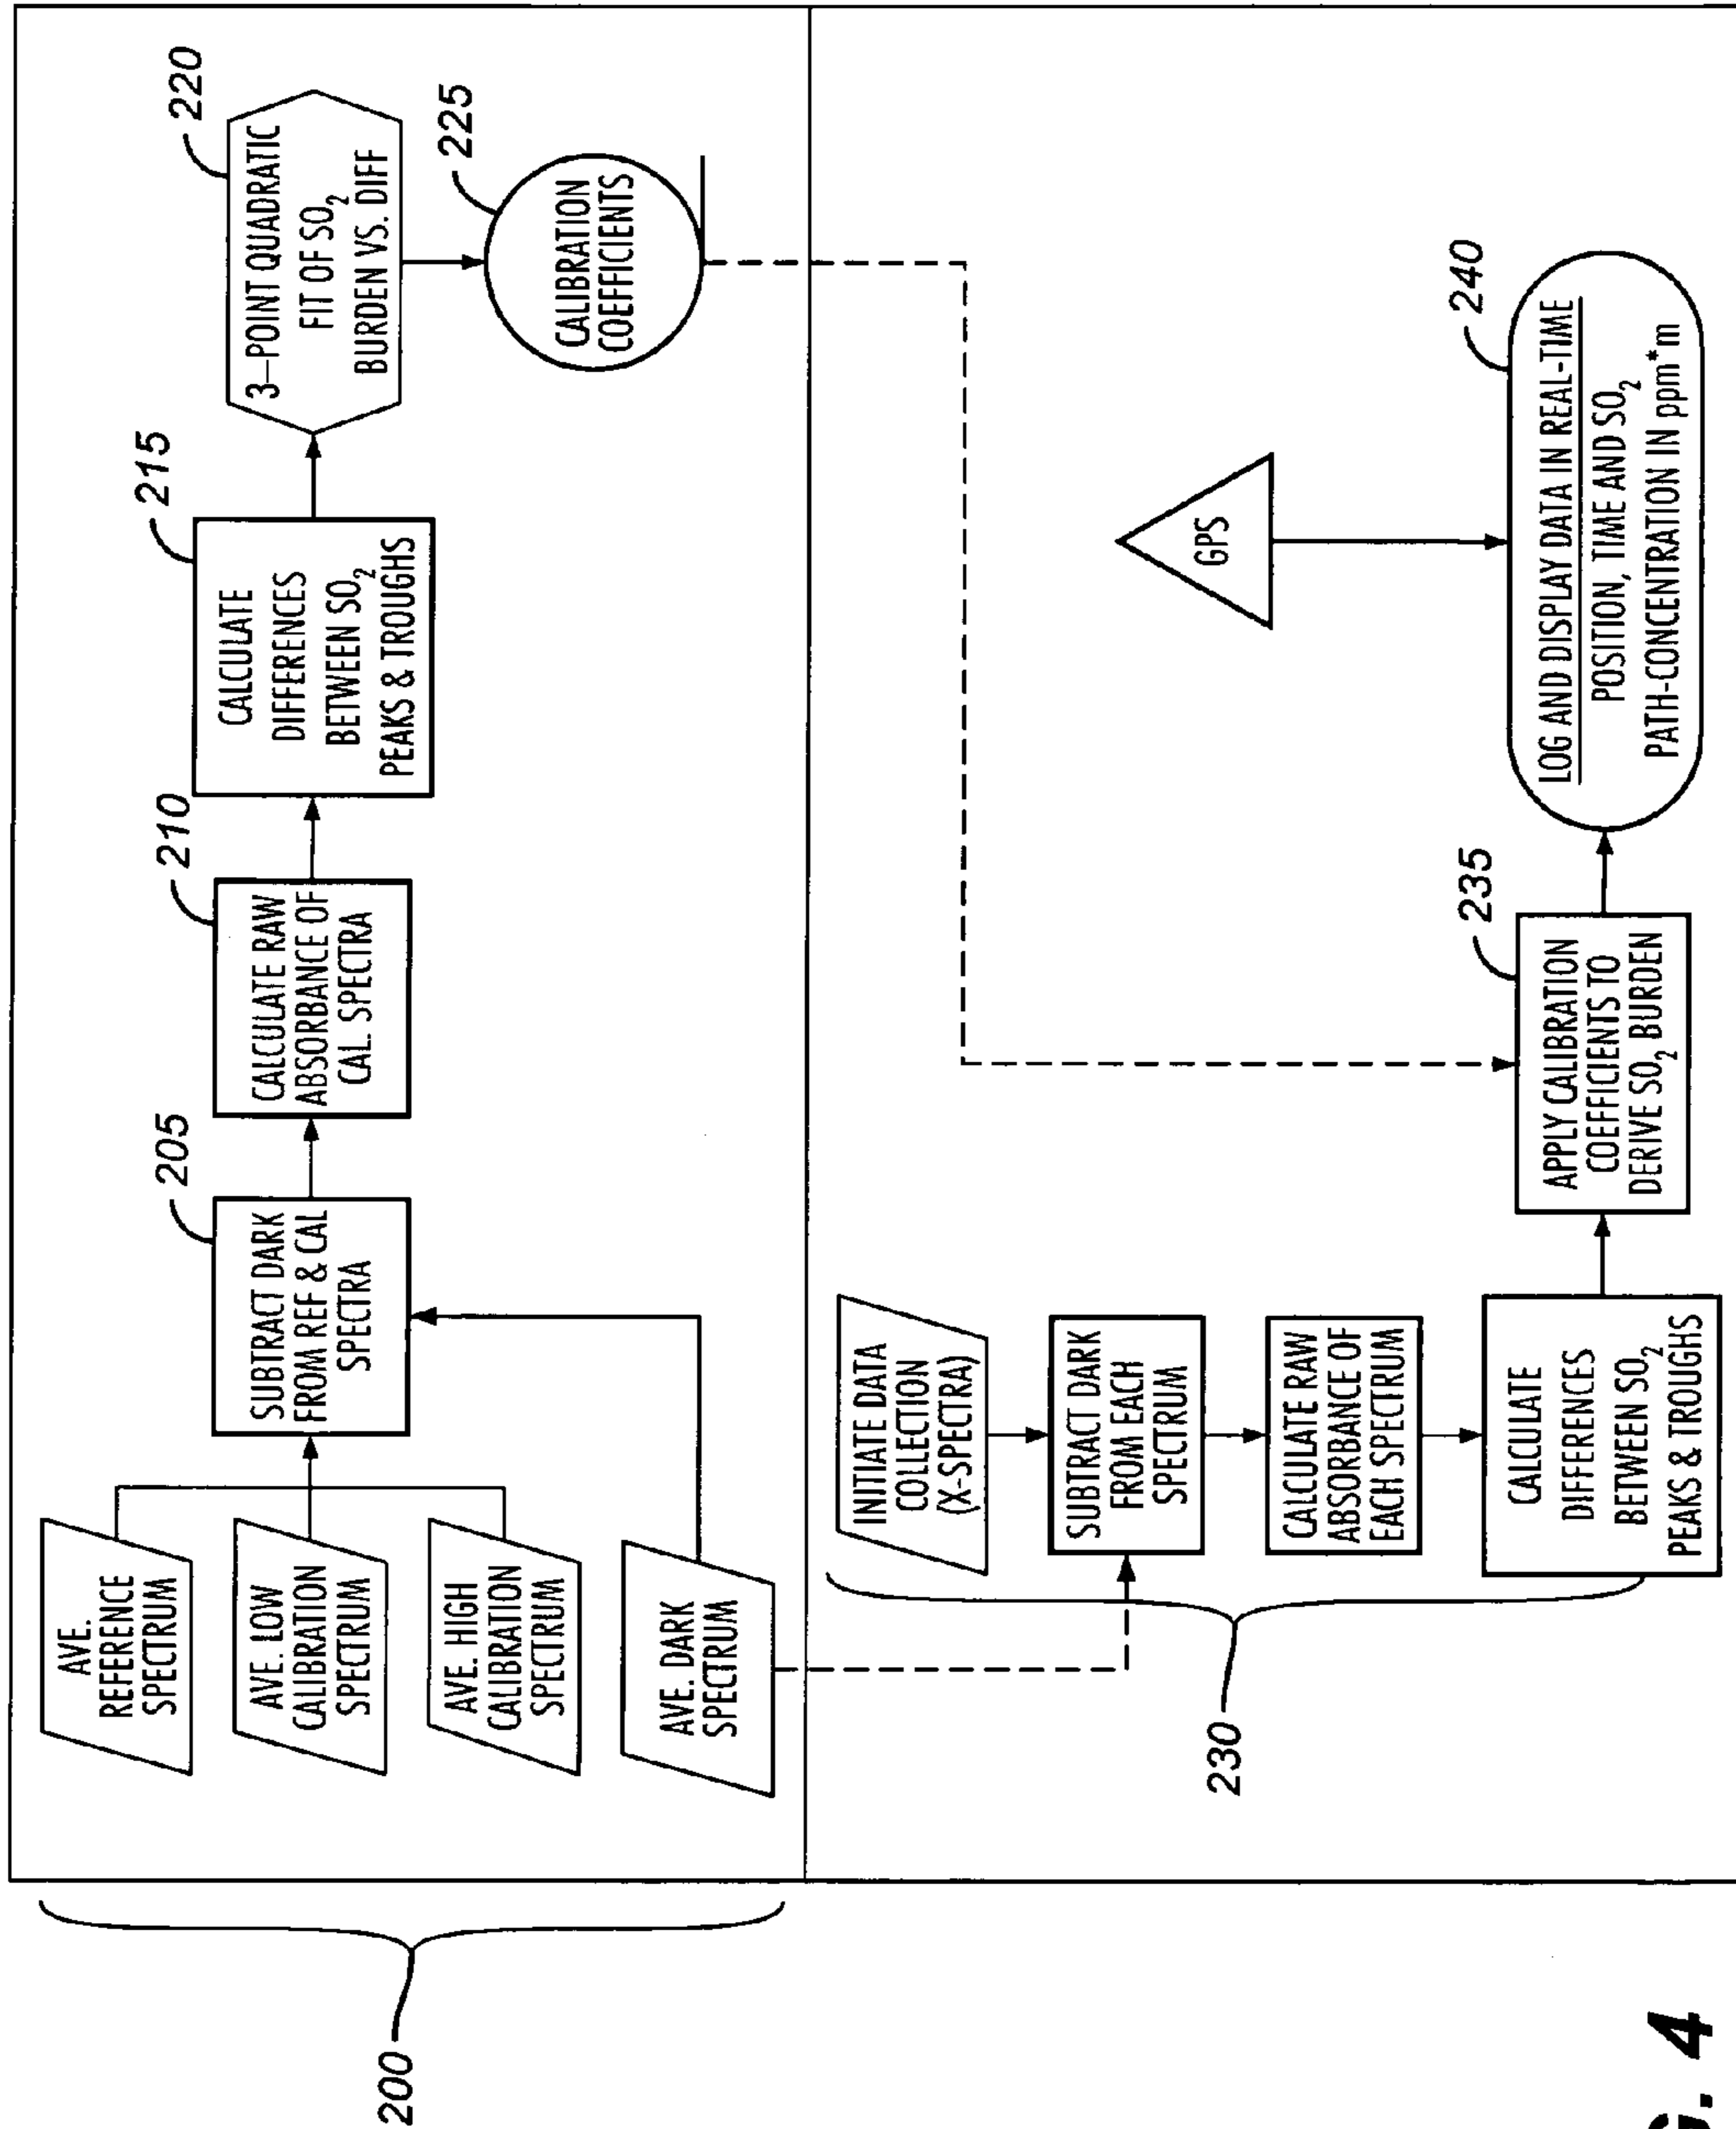 200
AVE.
REFERENCE
SPECTRUM
AVE. LOW
CALIBRATION
SPECTRUM
AVE. HIGH
CALIBRATION
SPECTRUM
AVE. DARK
SPECTRUM
205
SUBTRACT DARK
FROM REF & CAL
SPECTRA
210
CALCULATE RAW
ABSORBANCE OF
CAL. SPECTRA
215
CALCULATE
DIFFERENCES
BETWEEN SO2
PEAKS & TROUGHS
220
3–POINT QUADRATIC
FIT OF SO2
BURDEN VS. DIFF
225
CALIBRATION
COEFFICIENTS
230
INITIATE DATA
COLLECTION
(X-SPECTRA)
SUBTRACT DARK
FROM EACH
SPECTRUM
CALCULATE RAW
ABSORBANCE OF
EACH SPECTRUM
CALCULATE
DIFFERENCES
BETWEEN SO2
PEAKS & TROUGHS
235
APPLY CALIBRATION
COEFFICIENTS TO
DERIVE SO2 BURDEN
GPS
240
LOG AND DISPLAY DATA IN REAL-TIME
POSITION, TIME AND SO2
PATH-CONCENTRATION IN ppm*m
G. 4